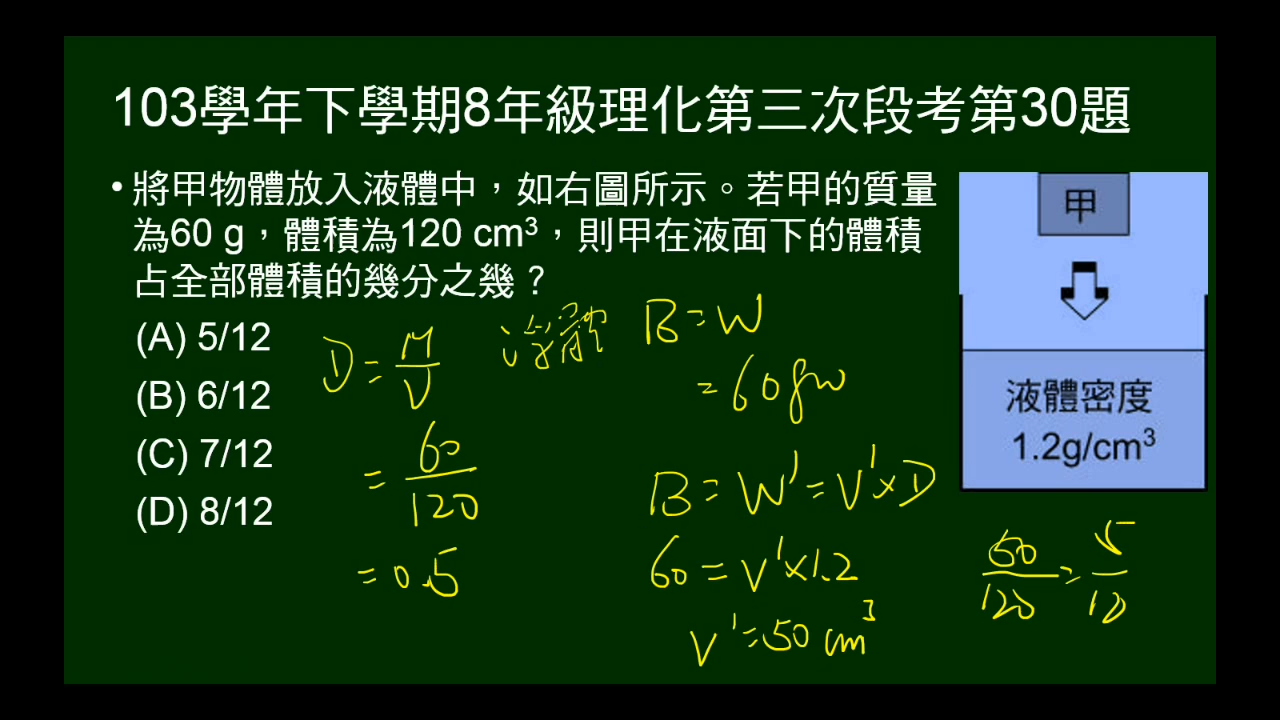 103學年下學期8年級理化第三次段考第30題
• 將甲物體放入液體中，如右圖所示。若甲的質量
為60 g，體積為120 cm³，則甲在液面下的體積
占全部體積的幾分之幾？
(A) 5/12
(B) 6/12
(C) 7/12
(D) 8/12
甲
液體密度
1.2g/cm³
D = M/V
= 60/120
= 0.5
浮體
B = W
= 60gw
B = W' = V' × D
60 = V' × 1.2
V' = 50 cm³
50/120 = 5/12